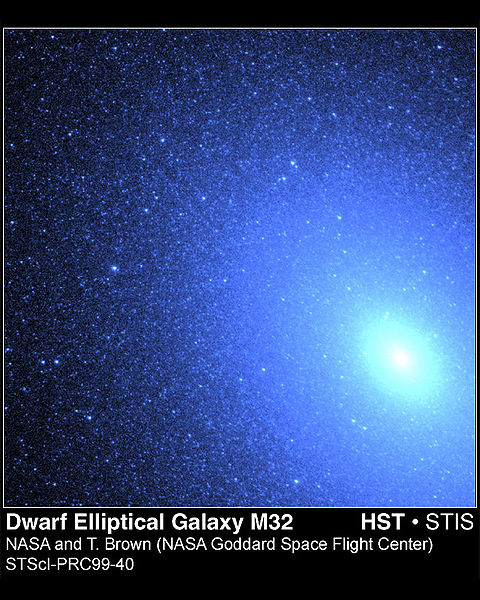 Dwarf Elliptical Galaxy M32 HST • STIS
NASA and T. Brown (NASA Goddard Space Flight Center)
STScI-PRC99-40